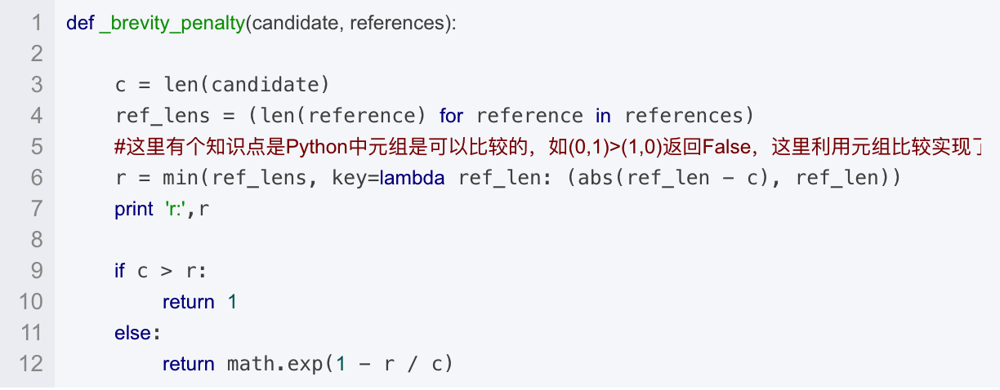 1 def _brevity_penalty(candidate, references):
2
3 c = len(candidate)
4 ref_lens = (len(reference) for reference in references)
5 #这里有个知识点是Python中元组是可以比较的，如(0,1)>(1,0)返回False，这里利用元组比较实现了
6 r = min(ref_lens, key=lambda ref_len: (abs(ref_len - c), ref_len))
7 print 'r:',r
8
9 if c > r:
10 return 1
11 else:
12 return math.exp(1 - r / c)